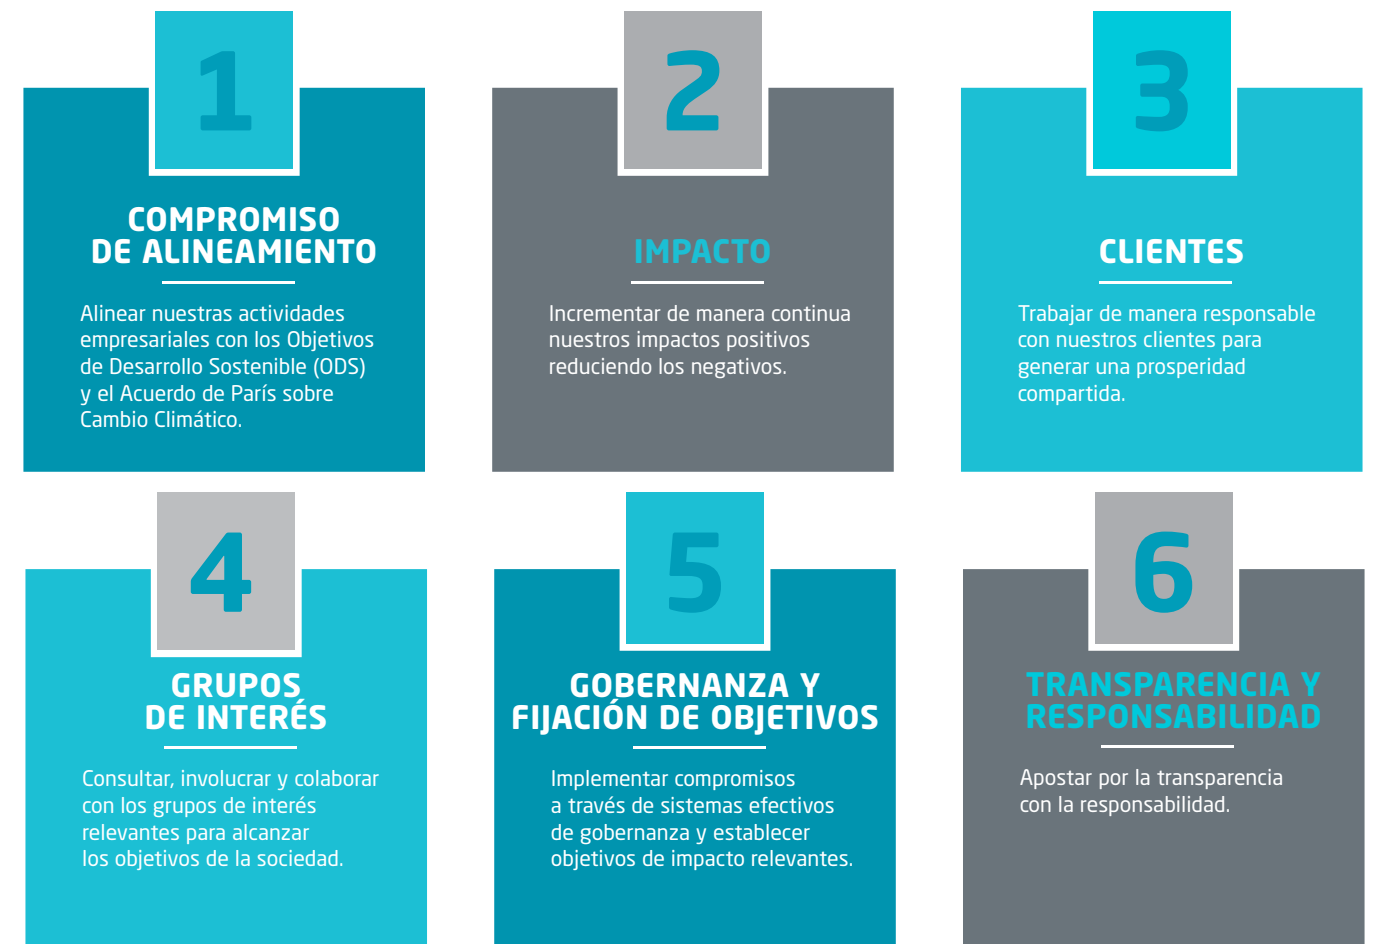 1
COMPROMISO
DE ALINEAMIENTO
Alinear nuestras actividades
empresariales con los Objetivos
de Desarrollo Sostenible (ODS)
y el Acuerdo de París sobre
Cambio Climático.
2
IMPACTO
Incrementar de manera continua
nuestros impactos positivos
reduciendo los negativos.
3
CLIENTES
Trabajar de manera responsable
con nuestros clientes para
generar una prosperidad
compartida.
4
GRUPOS
DE INTERÉS
Consultar, involucrar y colaborar
con los grupos de interés
relevantes para alcanzar
los objetivos de la sociedad.
5
GOBERNANZA Y
FIJACIÓN DE OBJETIVOS
Implementar compromisos
a través de sistemas efectivos
de gobernanza y establecer
objetivos de impacto relevantes.
6
TRANSPARENCIA Y
RESPONSABILIDAD
Apostar por la transparencia
con la responsabilidad.